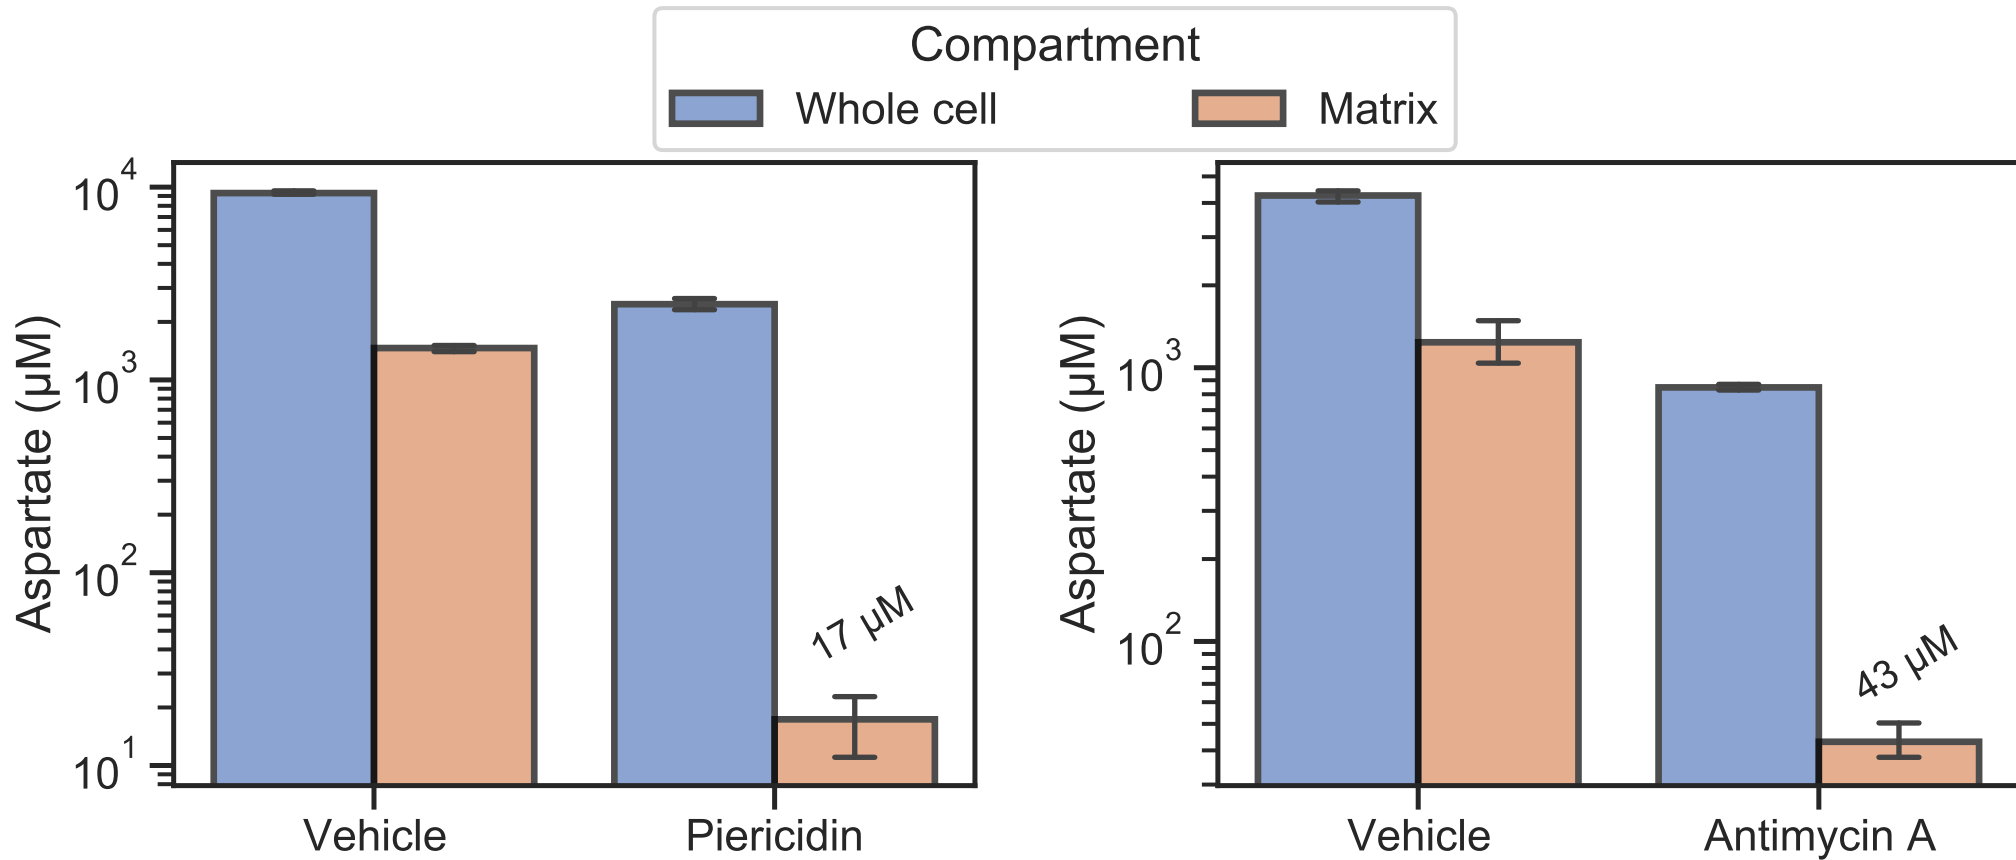 Compartment
Whole cell
Matrix
Aspartate (µM)
10^4
10^3
10^2
10^1
17 µM
Vehicle
Piericidin
Aspartate (µM)
10^3
10^2
43 µM
Vehicle
Antimycin A